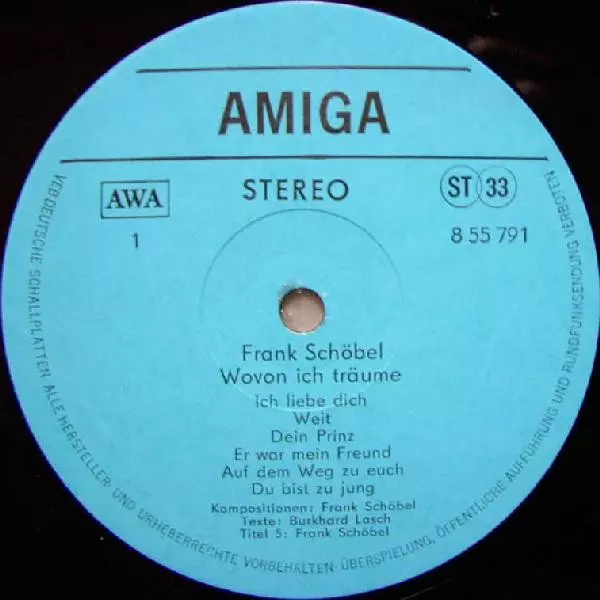 AMIGA
AWA
STEREO
ST 33
1
8 55 791
Frank Schöbel
Wovon ich träume
Ich liebe dich
Weit
Dein Prinz
Er war mein Freund
Auf dem Weg zu euch
Du bist zu jung
Kompositionen: Frank Schöbel
Texte: Burkhard Lasch
Titel 5: Frank Schöbel
VEB DEUTSCHE SCHALLPLATTEN. ALLE HERSTELLER- UND URHEBERRECHTE VORBEHALTEN. ÜBERSPIELUNG, ÖFFENTLICHE AUFFÜHRUNG UND RUNDFUNKSENDUNG VERBOTEN